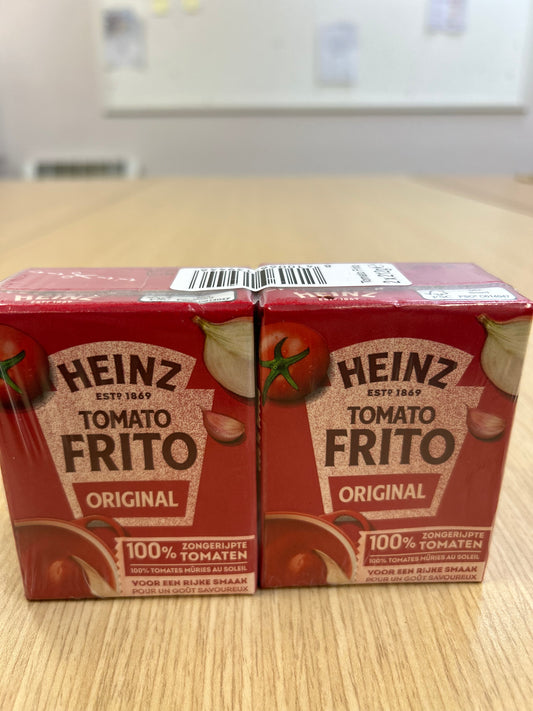 HEINZ
ESTD 1869
TOMATO
FRITO
ORIGINAL
100% ZONGERIJPTE
TOMATEN
100% TOMATES MÛRIES AU SOLEIL
VOOR EEN RIJKE SMAAK
POUR UN GOÛT SAVOUREUX
HEINZ
ESTD 1869
TOMATO
FRITO
ORIGINAL
100% ZONGERIJPTE
TOMATEN
100% TOMATES MÛRIES AU SOLEIL
VOOR EEN RIJKE SMAAK
POUR UN GOÛT SAVOUREUX